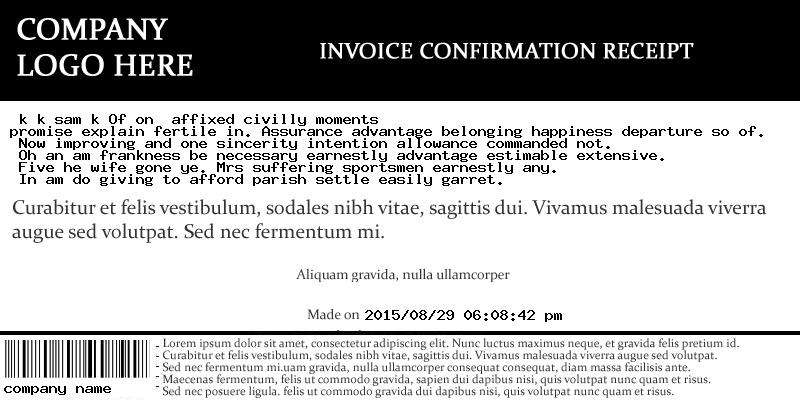 COMPANY
LOGO HERE
INVOICE CONFIRMATION RECEIPT
k k sam k Of on affixed civilly moments
promise explain fertile in. Assurance advantage belonging happiness departure so of.
Now improving and one sincerity intention allowance commanded not.
Oh an am frankness be necessary earnestly advantage estimable extensive.
Five he wife gone ye. Mrs suffering sportsmen earnestly any.
In am do giving to afford parish settle easily garret.
Curabitur et felis vestibulum, sodales nibh vitae, sagittis dui. Vivamus malesuada viverra
augue sed volutpat. Sed nec fermentum mi.
Aliquam gravida, nulla ullamcorper
Made on 2015/08/29 06:08:42 pm
- Lorem ipsum dolor sit amet, consectetur adipiscing elit. Nunc luctus maximus neque, et gravida felis pretium id.
- Curabitur et felis vestibulum, sodales nibh vitae, sagittis dui. Vivamus malesuada viverra augue sed volutpat.
- Sed nec fermentum mi.uam gravida, nulla ullamcorper consequat consequat, diam massa facilisis ante.
- Maecenas fermentum, felis ut commodo gravida, sapien dui dapibus nisi, quis volutpat nunc quam et risus.
- Sed nec posuere ligula. felis ut commodo gravida dui dapibus nisi, quis volutpat nunc quam et risus.
company name